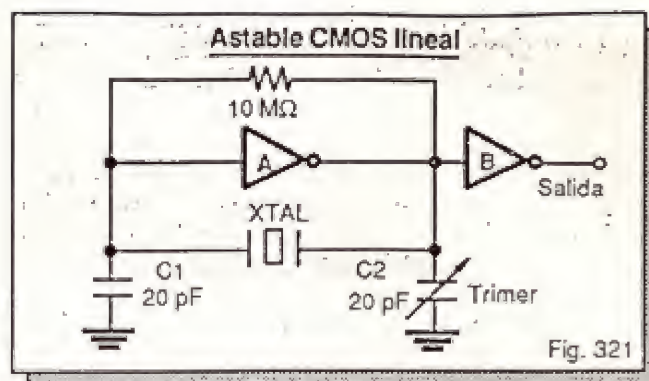 Astable CMOS lineal
10 MΩ
A
B
Salida
XTAL
C1
20 pF
C2
20 pF
Trimer
Fig. 321